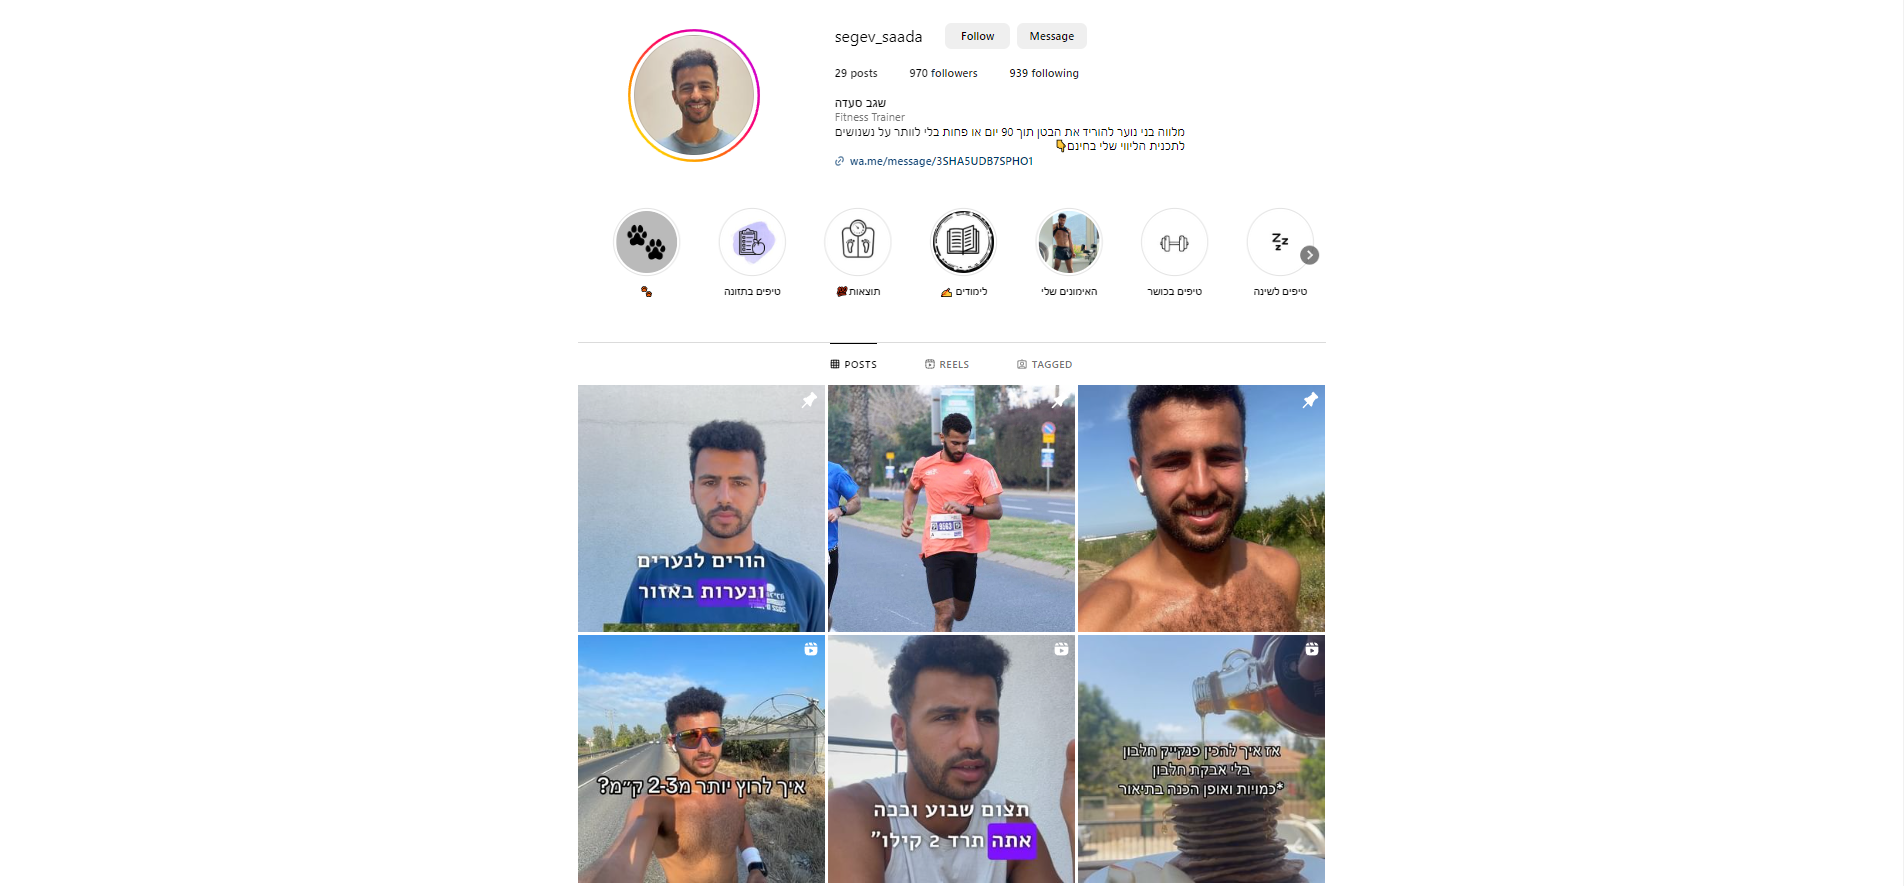 segev_saada
Follow
Message
29 posts
970 followers
939 following
שגב סעדה
Fitness Trainer
מלווה בני נוער להוריד את הבטן תוך 90 יום או פחות בלי לוותר על נשנושים
לתכנית הליווי שלי בחינם👇
wa.me/message/3SHA5UDB7SPHO1
טיפים בתזונה
תוצאות
לימודים
האימונים שלי
טיפים בכושר
Zzz
טיפים לשינה
POSTS
REELS
TAGGED
הורים לנערים
ונערות באזור
9563
איך לרוץ יותר מ2-3 ק״מ?
תצום שבוע וככה
אתה תרד 2 קילו"
אז איך להכין פנקייק חלבון
בלי אבקת חלבון
*כמויות ואופן הכנה בתיאור